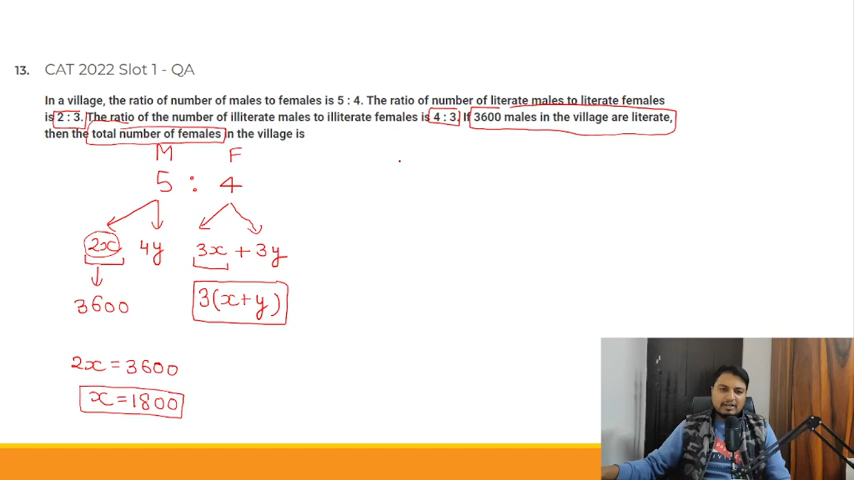 13. CAT 2022 Slot 1 - QA
In a village, the ratio of number of males to females is 5 : 4. The ratio of number of literate males to literate females
is 2 : 3. The ratio of the number of illiterate males to illiterate females is 4 : 3. If 3600 males in the village are literate,
then the total number of females in the village is
M F
5 : 4
2x 4y 3x + 3y
3600 3(x+y)
2x = 3600
x = 1800